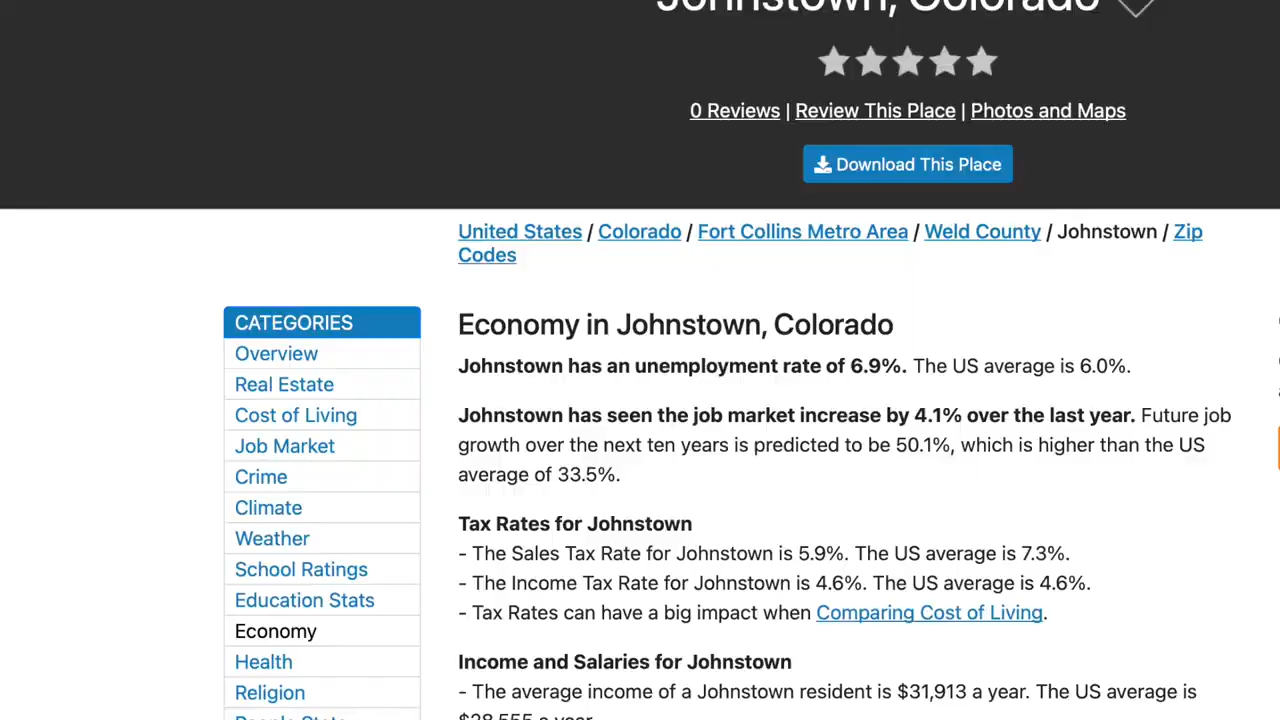 Johnstown, Colorado
0 Reviews | Review This Place | Photos and Maps
Download This Place
United States / Colorado / Fort Collins Metro Area / Weld County / Johnstown / Zip
Codes
CATEGORIES
Overview
Real Estate
Cost of Living
Job Market
Crime
Climate
Weather
School Ratings
Education Stats
Economy
Health
Religion
People Stats
Economy in Johnstown, Colorado
Johnstown has an unemployment rate of 6.9%. The US average is 6.0%.
Johnstown has seen the job market increase by 4.1% over the last year. Future job
growth over the next ten years is predicted to be 50.1%, which is higher than the US
average of 33.5%.
Tax Rates for Johnstown
- The Sales Tax Rate for Johnstown is 5.9%. The US average is 7.3%.
- The Income Tax Rate for Johnstown is 4.6%. The US average is 4.6%.
- Tax Rates can have a big impact when Comparing Cost of Living.
Income and Salaries for Johnstown
- The average income of a Johnstown resident is $31,913 a year. The US average is
$28,555 a year.